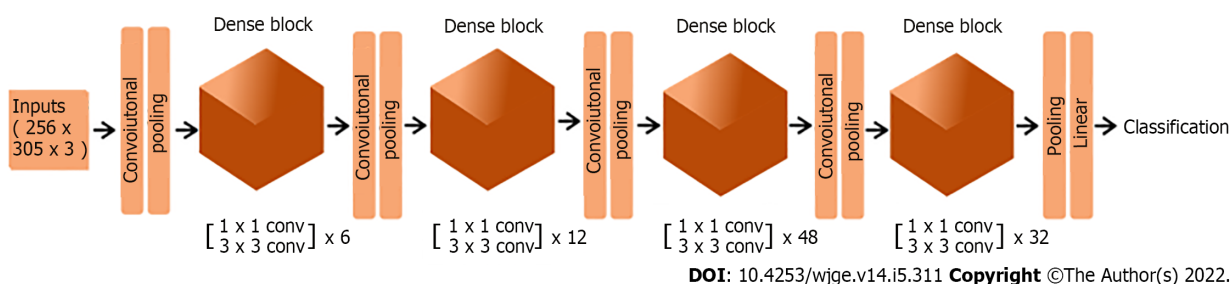 Dense block
Dense block
Dense block
Dense block
Inputs
( 256 x
305 x 3 )
Convoiutonal
pooling
Convoiutonal
pooling
Convoiutonal
pooling
Convoiutonal
pooling
Pooling
Linear
Classification
[ 1 x 1 conv
3 x 3 conv ] x 6
[ 1 x 1 conv
3 x 3 conv ] x 12
[ 1 x 1 conv
3 x 3 conv ] x 48
[ 1 x 1 conv
3 x 3 conv ] x 32
DOI: 10.4253/wjge.v14.i5.311 Copyright ©The Author(s) 2022.